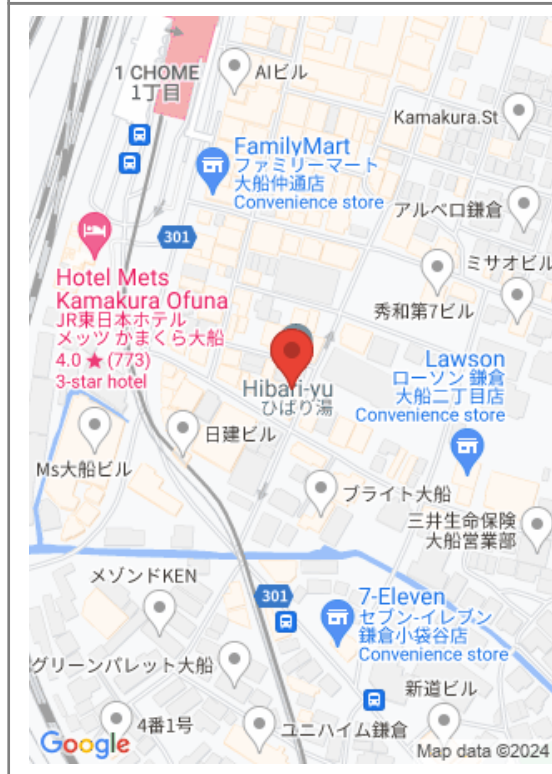 1 CHOME
1丁目
AIビル
Kamakura.St
FamilyMart
ファミリーマート
大船仲通店
Convenience store
アルベロ鎌倉
301
ミサオビル
Hotel Mets
Kamakura Ofuna
JR東日本ホテル
メッツ かまくら大船
4.0 ★ (773)
3-star hotel
秀和第7ビル
Lawson
ローソン 鎌倉
大船二丁目店
Convenience store
Hibari-yu
ひばり湯
日建ビル
Ms大船ビル
ブライト大船
三井生命保険
大船営業部
メゾンドKEN
301
7-Eleven
セブン-イレブン
鎌倉小袋谷店
Convenience store
グリーンパレット大船
新道ビル
4番1号
ユニハイム鎌倉
Google
Map data ©2024